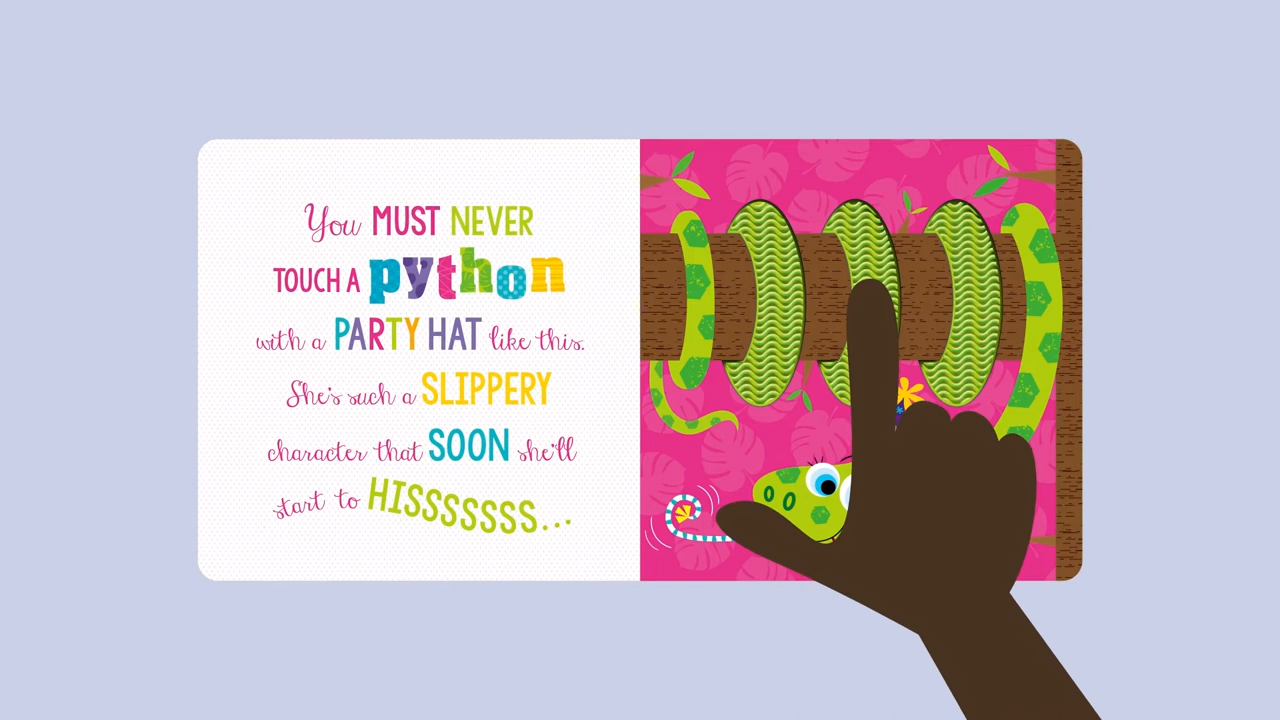 You MUST NEVER
TOUCH A python
with a PARTY HAT like this.
She's such a SLIPPERY
character that SOON she'll
start to HISSSSSSS...